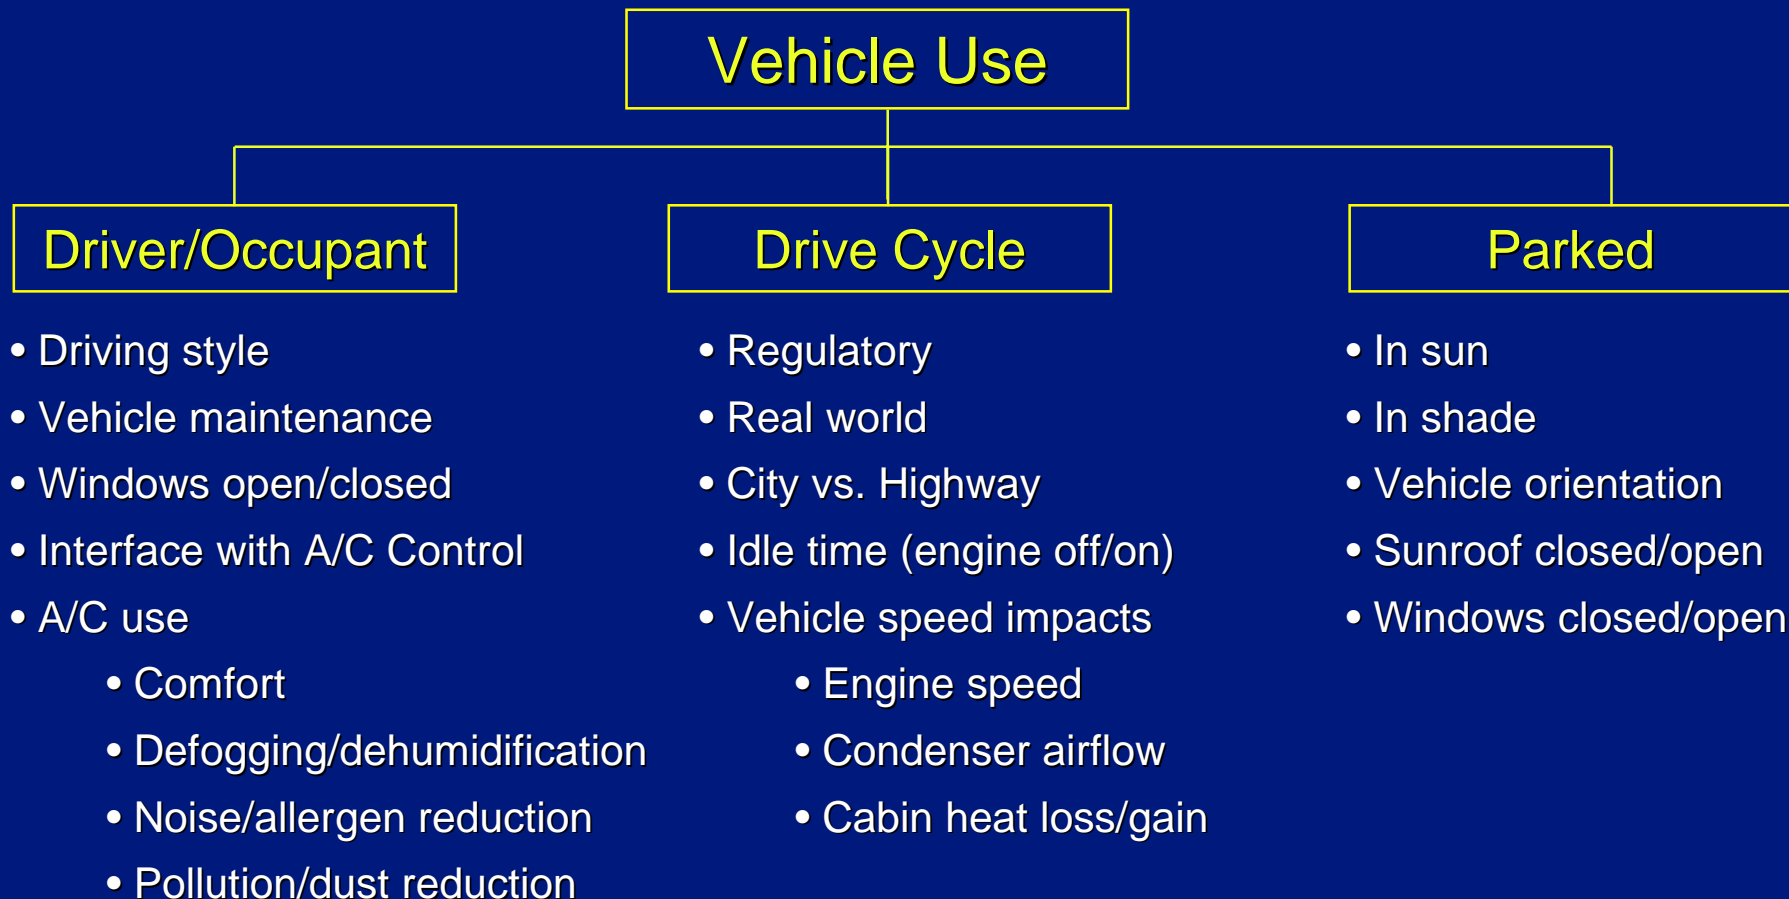 Vehicle Use
Driver/Occupant
• Driving style
• Vehicle maintenance
• Windows open/closed
• Interface with A/C Control
• A/C use
• Comfort
• Defogging/dehumidification
• Noise/allergen reduction
• Pollution/dust reduction
Drive Cycle
• Regulatory
• Real world
• City vs. Highway
• Idle time (engine off/on)
• Vehicle speed impacts
• Engine speed
• Condenser airflow
• Cabin heat loss/gain
Parked
• In sun
• In shade
• Vehicle orientation
• Sunroof closed/open
• Windows closed/open